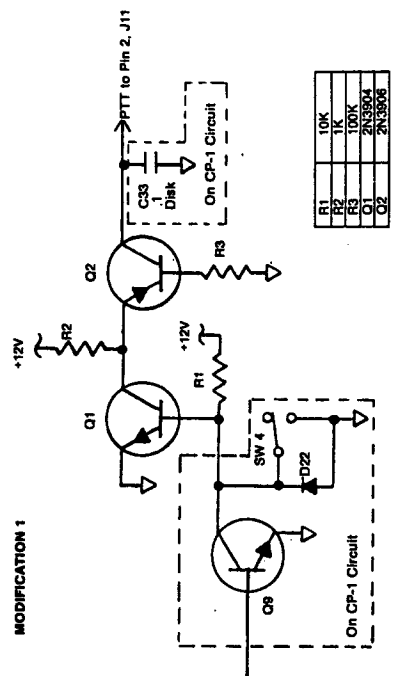 MODIFICATION 1
+12V
R2
Q1
Q2
PTT to Pin 2, J11
C33
.1
Disk
On CP-1 Circuit
R3
+12V
R1
SW 4
D22
Q9
On CP-1 Circuit
R1 10K
R2 1K
R3 100K
Q1 2N3904
Q2 2N3906